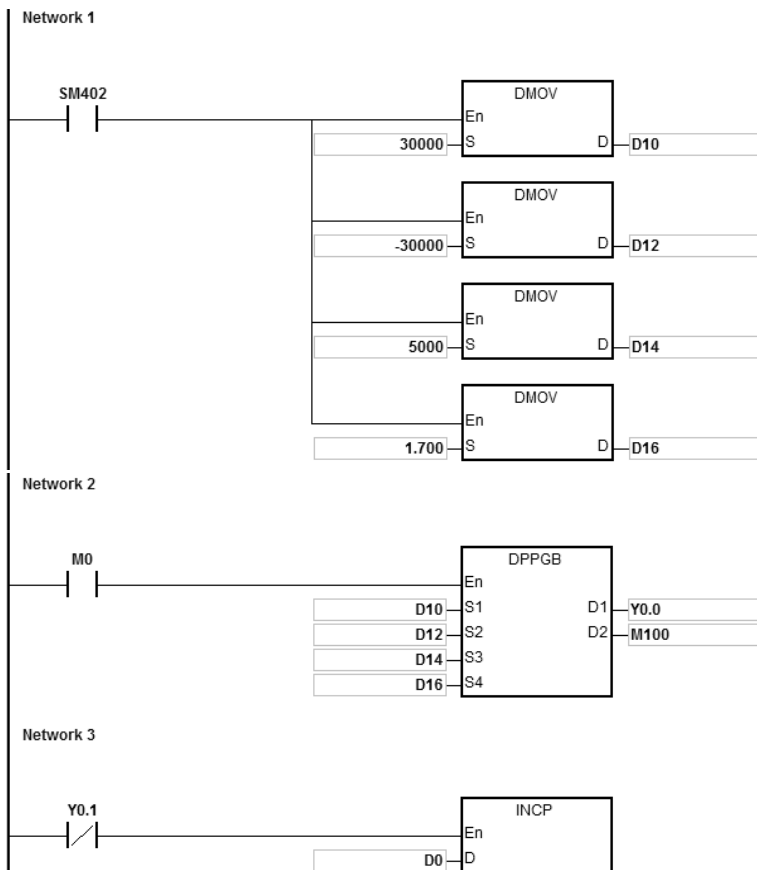 Network 1
SM402
DMOV
En
30000 S D D10
DMOV
En
-30000 S D D12
DMOV
En
5000 S D D14
DMOV
En
1.700 S D D16
Network 2
M0
DPPGB
En
D10 S1 D1 Y0.0
D12 S2 D2 M100
D14 S3
D16 S4
Network 3
Y0.1
INCP
En
D0 D